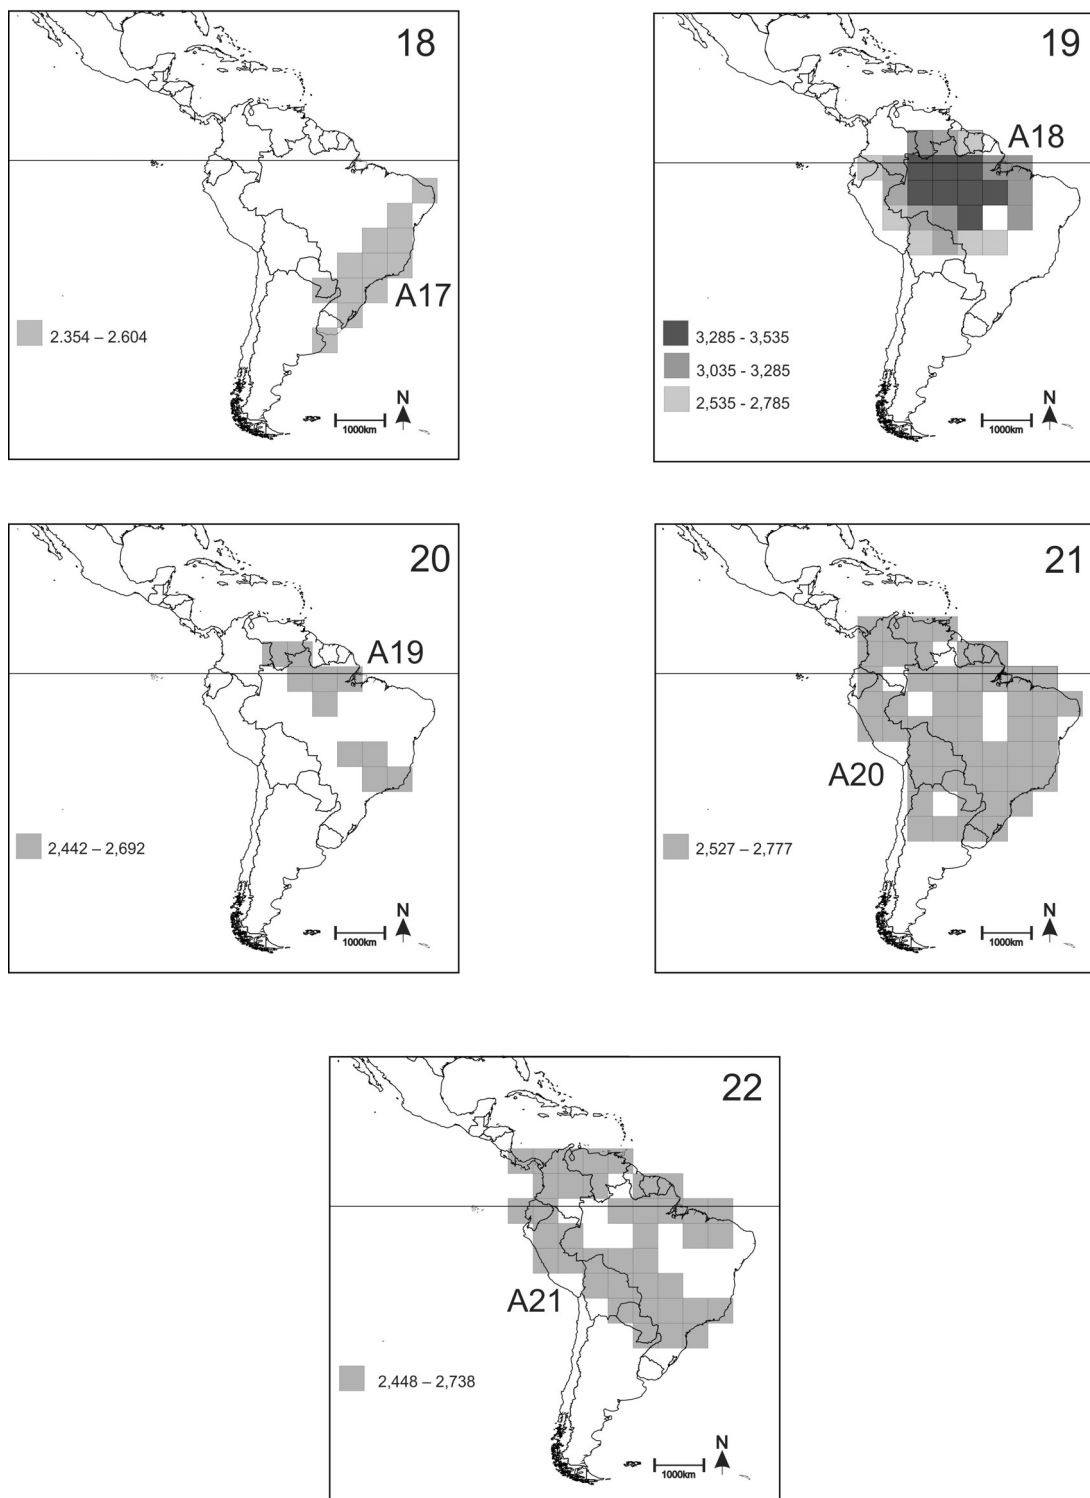 18
A17
2.354 – 2.604
N
1000km
19
A18
3,285 - 3,535
3,035 - 3,285
2,535 - 2,785
N
1000km
20
A19
2,442 – 2,692
N
1000km
21
A20
2,527 – 2,777
N
1000km
22
A21
2,448 – 2,738
N
1000km